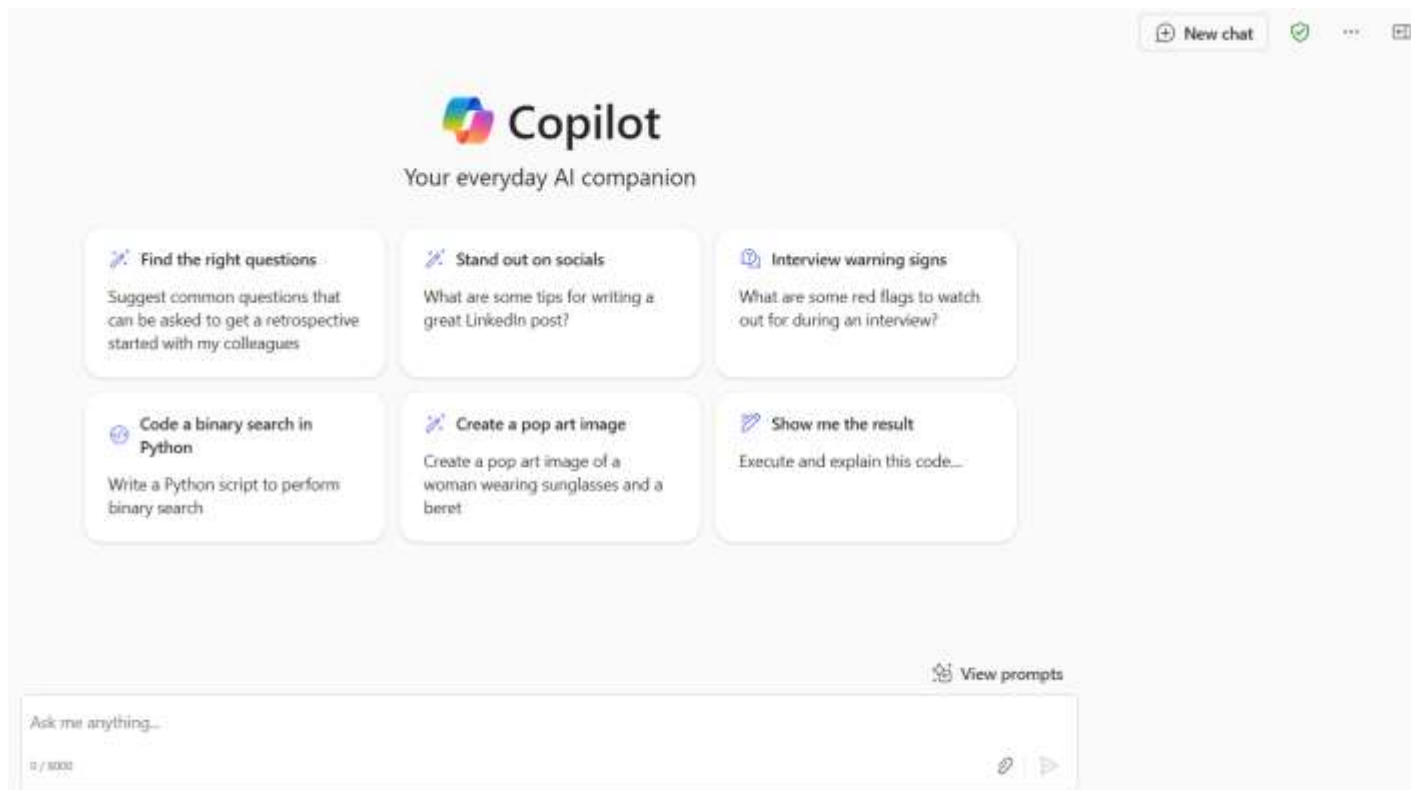 New chat
Copilot
Your everyday AI companion
Find the right questions
Suggest common questions that
can be asked to get a retrospective
started with my colleagues
Stand out on socials
What are some tips for writing a
great LinkedIn post?
Interview warning signs
What are some red flags to watch
out for during an interview?
Code a binary search in
Python
Write a Python script to perform
binary search
Create a pop art image
Create a pop art image of a
woman wearing sunglasses and a
beret
Show me the result
Execute and explain this code...
View prompts
Ask me anything...
0 / 8000